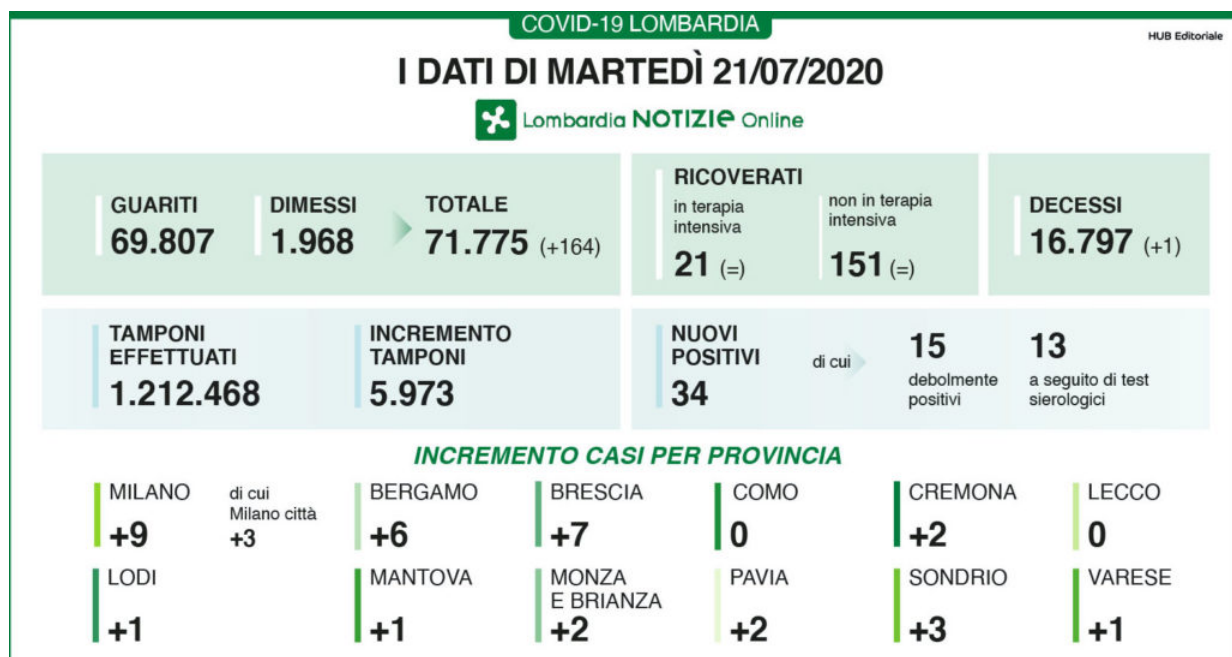 COVID-19 LOMBARDIA
HUB Editoriale
I DATI DI MARTEDÌ 21/07/2020
Lombardia NOTIZIe Online
GUARITI
69.807
DIMESSI
1.968
TOTALE
71.775 (+164)
RICOVERATI
in terapia
intensiva
21 (=)
non in terapia
intensiva
151 (=)
DECESSI
16.797 (+1)
TAMPONI
EFFETTUATI
1.212.468
INCREMENTO
TAMPONI
5.973
NUOVI
POSITIVI
34
di cui
15
debolmente
positivi
13
a seguito di test
sierologici
INCREMENTO CASI PER PROVINCIA
MILANO
+9
di cui
Milano città
+3
BERGAMO
+6
BRESCIA
+7
COMO
0
CREMONA
+2
LECCO
0
LODI
+1
MANTOVA
+1
MONZA
E BRIANZA
+2
PAVIA
+2
SONDRIO
+3
VARESE
+1